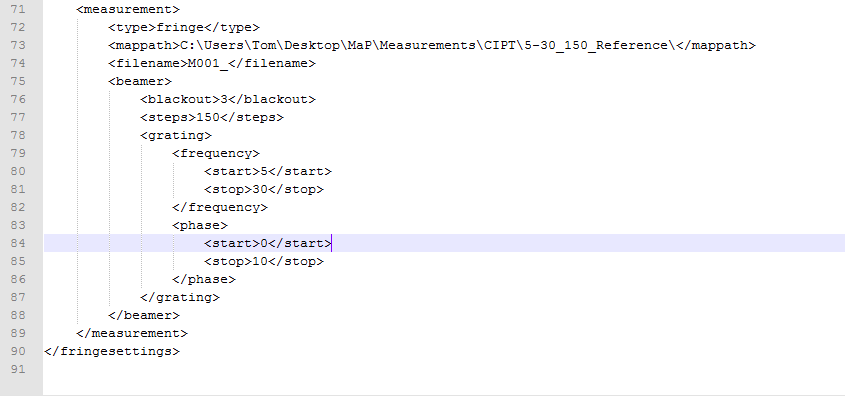 71 <measurement>
72 <type>fringe</type>
73 <mappath>C:\Users\Tom\Desktop\MaP\Measurements\CIPT\5-30_150_Reference\</mappath>
74 <filename>M001_</filename>
75 <beamer>
76 <blackout>3</blackout>
77 <steps>150</steps>
78 <grating>
79 <frequency>
80 <start>5</start>
81 <stop>30</stop>
82 </frequency>
83 <phase>
84 <start>0</start>
85 <stop>10</stop>
86 </phase>
87 </grating>
88 </beamer>
89 </measurement>
90 </fringesettings>
91